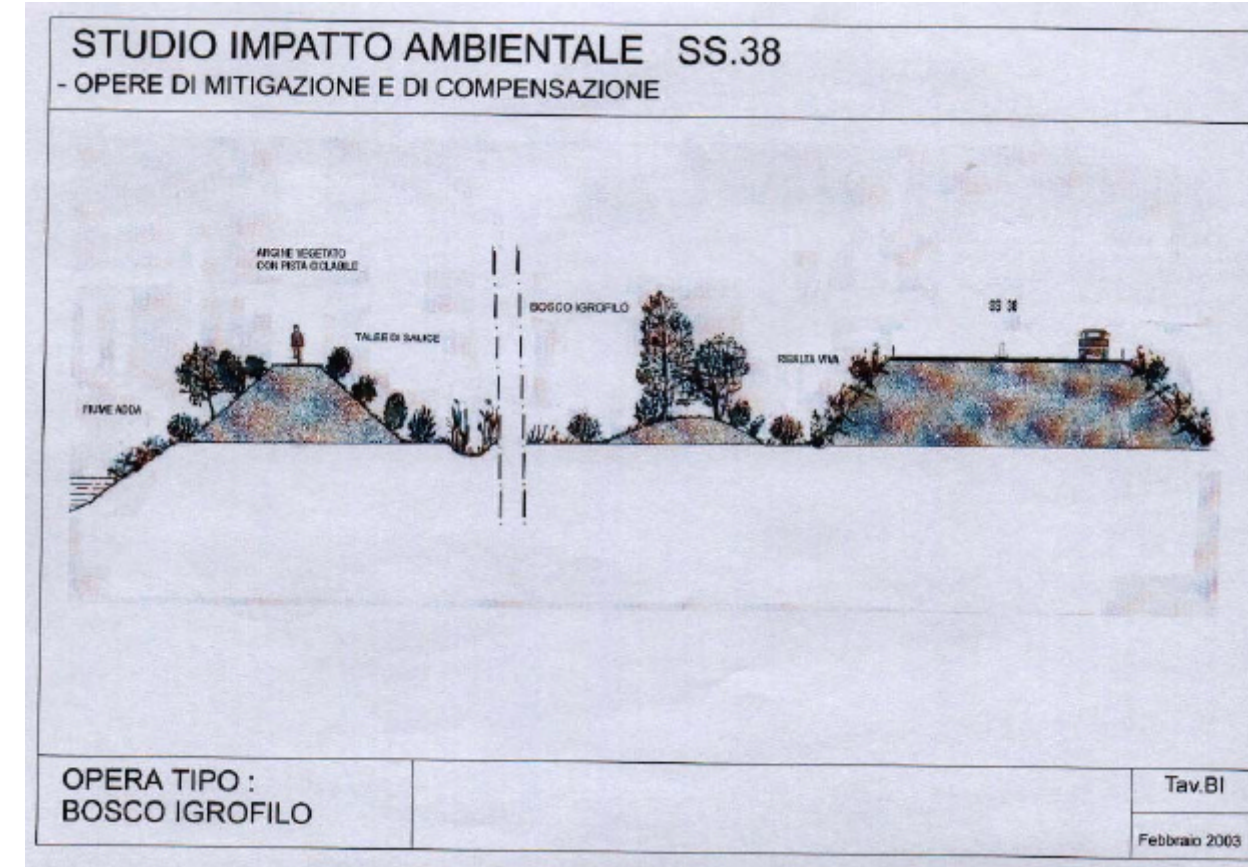 STUDIO IMPATTO AMBIENTALE SS.38
- OPERE DI MITIGAZIONE E DI COMPENSAZIONE
ARGINE VEGETATO
CON PISTA CICLABILE
BOSCO IGROFILO
SS 38
TALEE DI SALICE
VIVA
FIUME ADDA
OPERA TIPO :
BOSCO IGROFILO
Tav.BI
Febbraio 2003